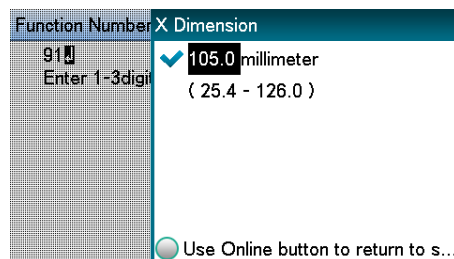 Function Number
91
Enter 1-3digit
X Dimension
105.0 millimeter
( 25.4 - 126.0 )
Use Online button to return to s...